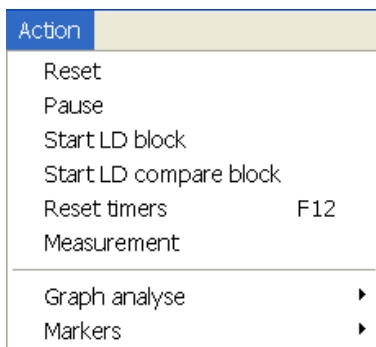 Action
Reset
Pause
Start LD block
Start LD compare block
Reset timers F12
Measurement
Graph analyse
Markers